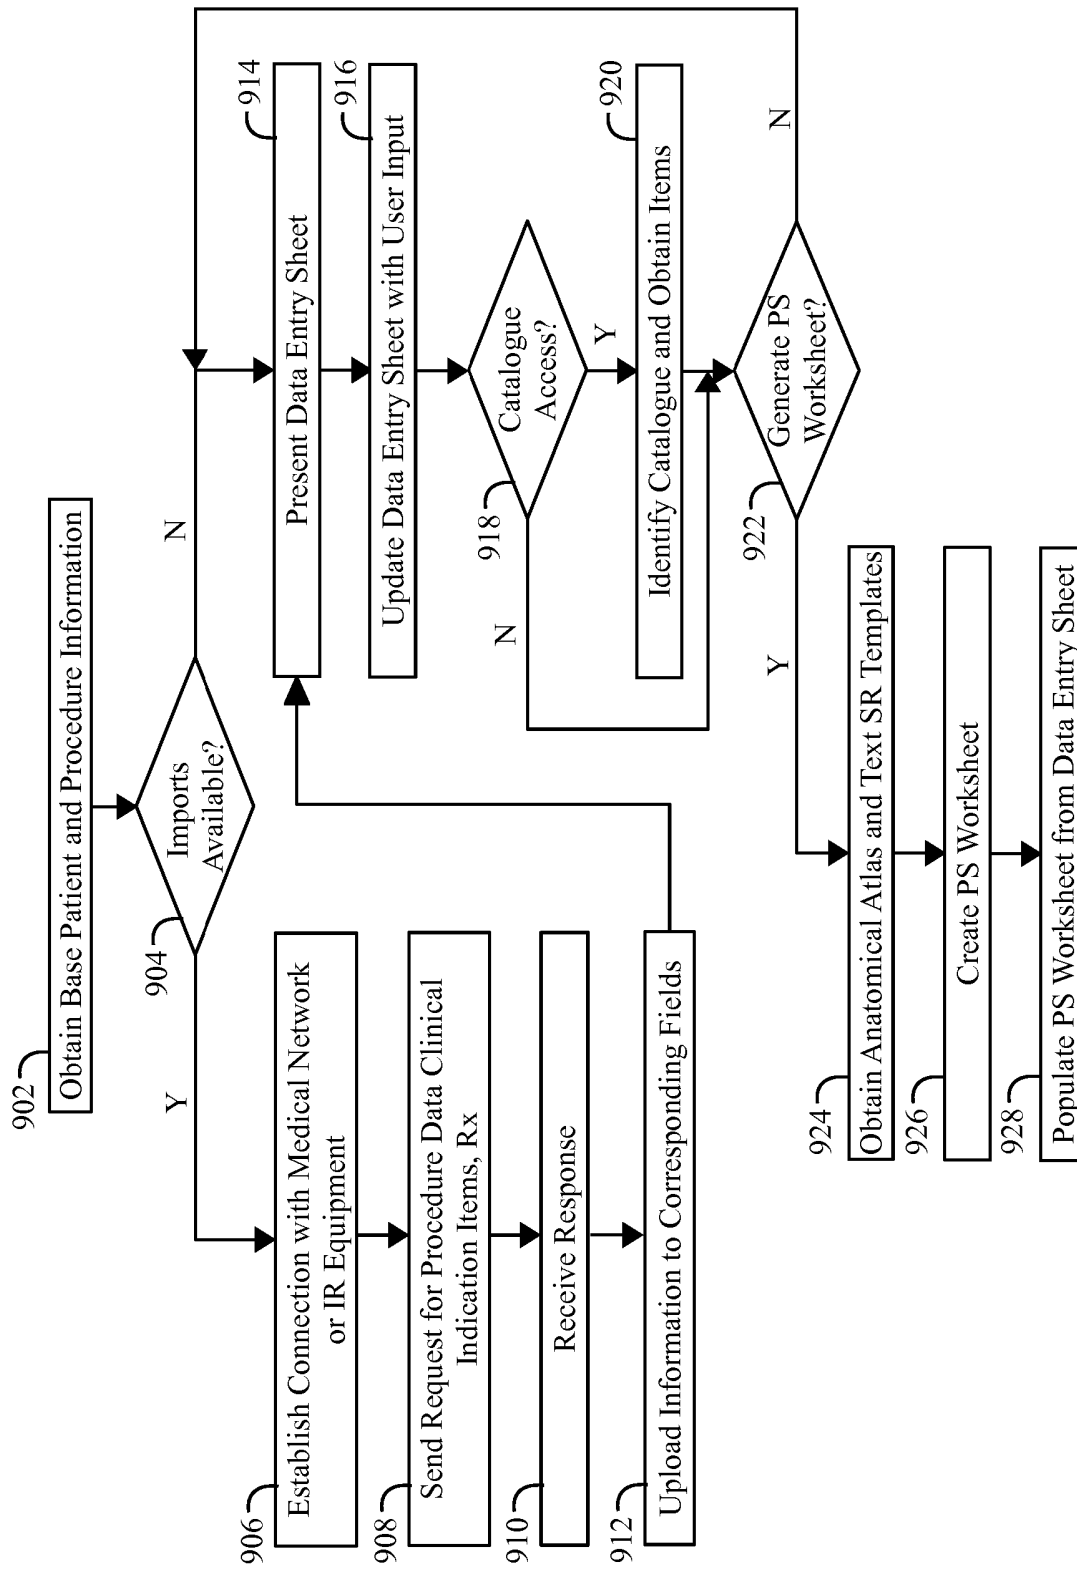 902
Obtain Base Patient and Procedure Information
904
Imports
Available?
Y
N
906
Establish Connection with Medical Network
or IR Equipment
908
Send Request for Procedure Data Clinical
Indication Items, Rx
910
Receive Response
912
Upload Information to Corresponding Fields
914
Present Data Entry Sheet
916
Update Data Entry Sheet with User Input
918
Catalogue
Access?
N
Y
920
Identify Catalogue and Obtain Items
922
Generate PS
Worksheet?
Y
N
924
Obtain Anatomical Atlas and Text SR Templates
926
Create PS Worksheet
928
Populate PS Worksheet from Data Entry Sheet